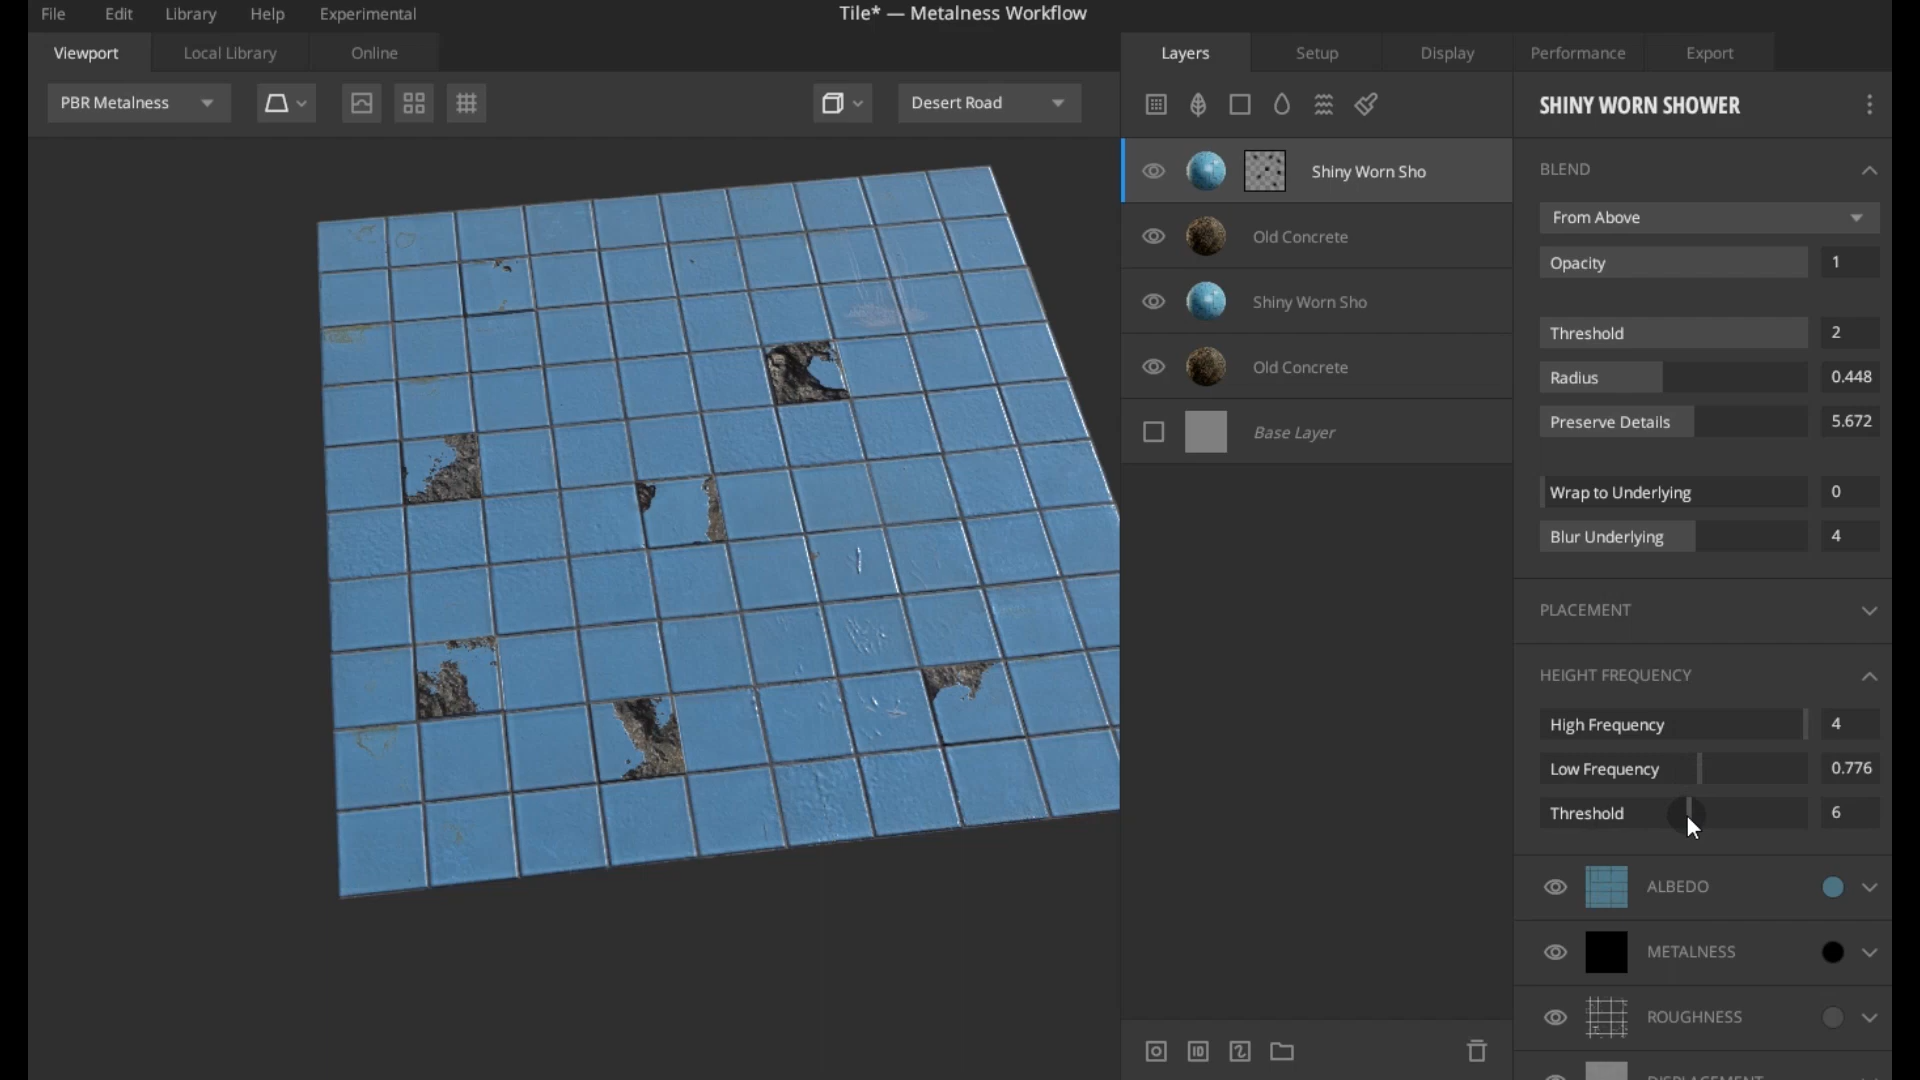 File Edit Library Help Experimental
Tile* — Metalness Workflow
Viewport Local Library Online
Layers Setup Display Performance Export
PBR Metalness
Desert Road
SHINY WORN SHOWER
Shiny Worn Sho
Old Concrete
Shiny Worn Sho
Old Concrete
Base Layer
BLEND
From Above
Opacity 1
Threshold 2
Radius 0.448
Preserve Details 5.672
Wrap to Underlying 0
Blur Underlying 4
PLACEMENT
HEIGHT FREQUENCY
High Frequency 4
Low Frequency 0.776
Threshold 6
ALBEDO
METALNESS
ROUGHNESS
DISPLACEMENT
ID